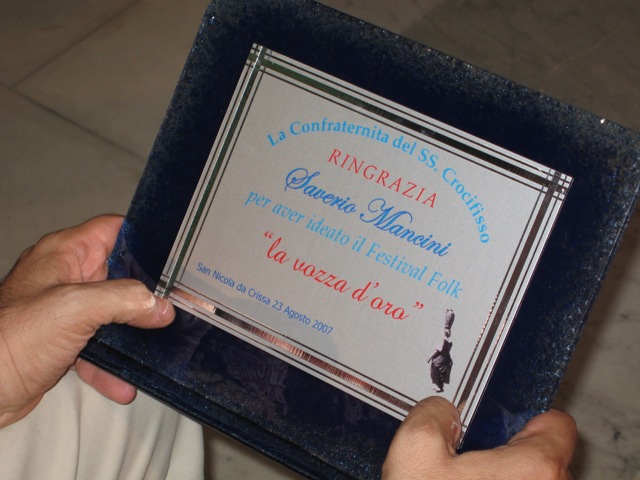 La Confraternita del SS. Crocifisso
RINGRAZIA
Saverio Mancini
per aver ideato il Festival Folk
“la vozza d'oro”
San Nicola da Crissa 23 Agosto 2007